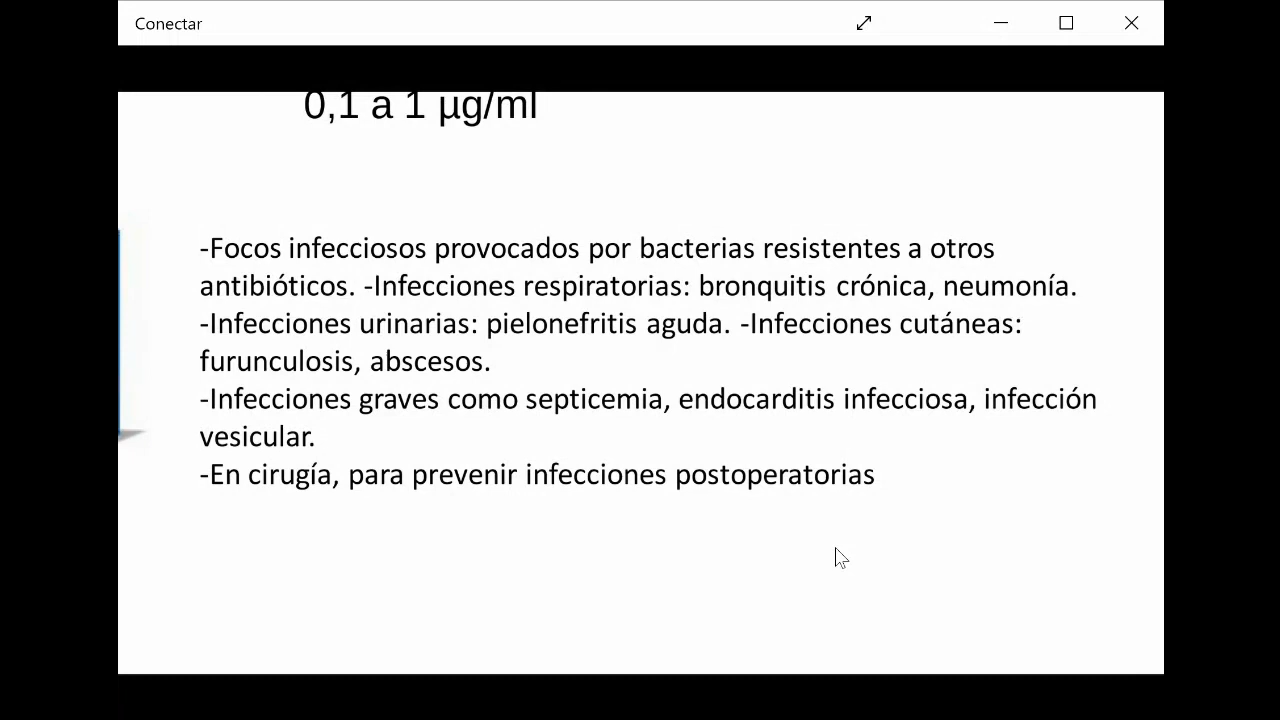 Conectar
0,1 a 1 µg/ml
-Focos infecciosos provocados por bacterias resistentes a otros
antibióticos. -Infecciones respiratorias: bronquitis crónica, neumonía.
-Infecciones urinarias: pielonefritis aguda. -Infecciones cutáneas:
furunculosis, abscesos.
-Infecciones graves como septicemia, endocarditis infecciosa, infección
vesicular.
-En cirugía, para prevenir infecciones postoperatorias